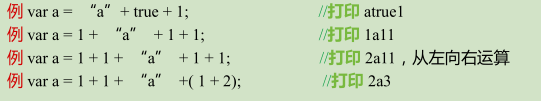 例 var a = “a”+ true + 1; //打印 atrue1
例 var a = 1 + “a” + 1 + 1; //打印 1a11
例 var a = 1 + 1 + “a” + 1 + 1; //打印 2a11，从左向右运算
例 var a = 1 + 1 + “a” +( 1 + 2); //打印 2a3